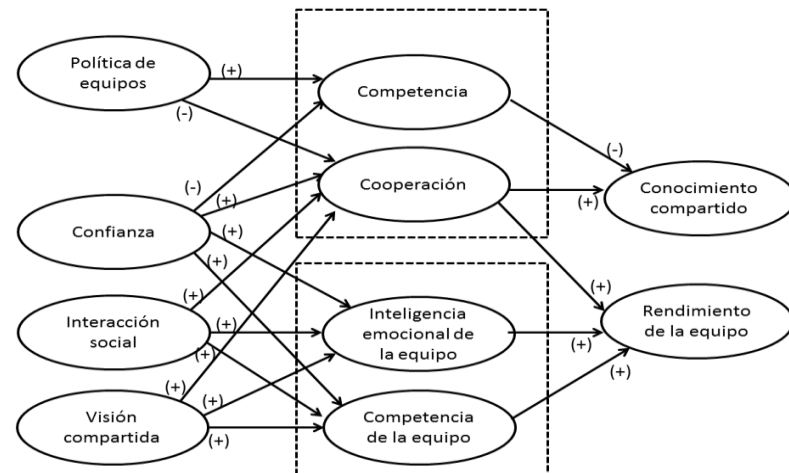 Política de
equipos
(+)
(-)
Competencia
(-)
Cooperación
(-)
(+)
Conocimiento
compartido
(+)
Confianza
(+)
(+)
(+)
Interacción
social
(+)
(+)
(+)
Inteligencia
emocional de
la equipo
(+)
(+)
Rendimiento
de la equipo
Visión
compartida
(+)
(+)
(+)
Competencia
de la equipo
(+)